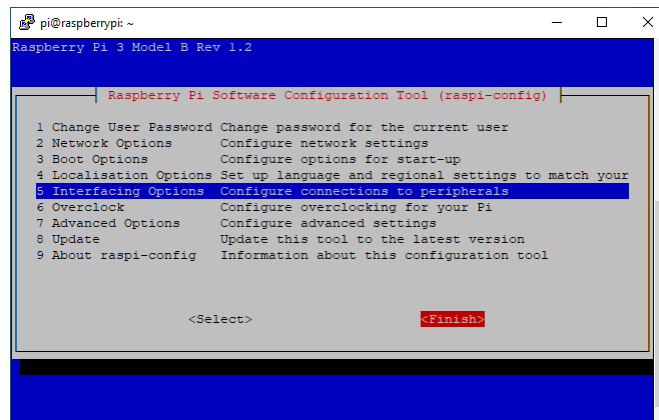 pi@raspberrypi: ~
Raspberry Pi 3 Model B Rev 1.2
Raspberry Pi Software Configuration Tool (raspi-config)
1 Change User Password Change password for the current user
2 Network Options Configure network settings
3 Boot Options Configure options for start-up
4 Localisation Options Set up language and regional settings to match your
5 Interfacing Options Configure connections to peripherals
6 Overclock Configure overclocking for your Pi
7 Advanced Options Configure advanced settings
8 Update Update this tool to the latest version
9 About raspi-config Information about this configuration tool
<Select> <Finish>